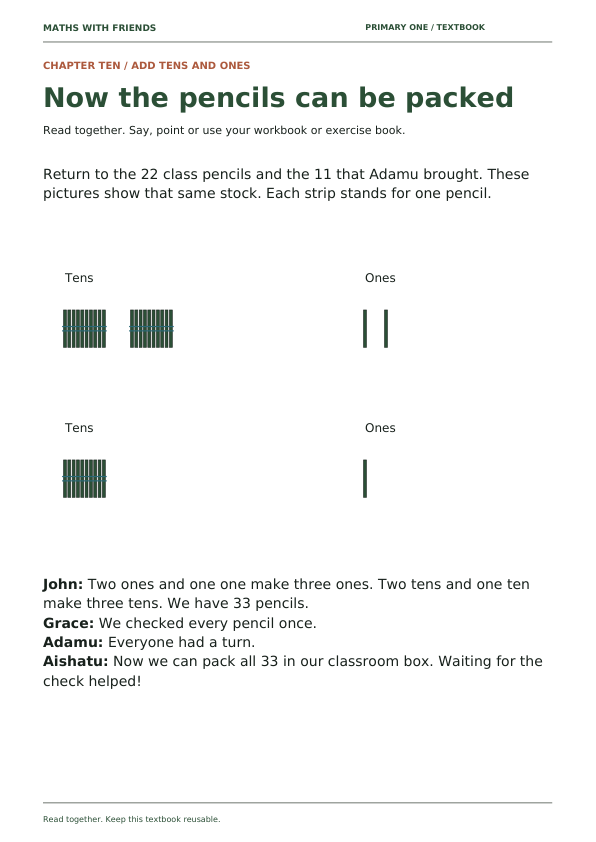 MATHS WITH FRIENDS
PRIMARY ONE / TEXTBOOK
CHAPTER TEN / ADD TENS AND ONES
Now the pencils can be packed
Read together. Say, point or use your workbook or exercise book.
Return to the 22 class pencils and the 11 that Adamu brought. These
pictures show that same stock. Each strip stands for one pencil.
Tens
Ones
Tens
Ones
John: Two ones and one one make three ones. Two tens and one ten
make three tens. We have 33 pencils.
Grace: We checked every pencil once.
Adamu: Everyone had a turn.
Aishatu: Now we can pack all 33 in our classroom box. Waiting for the
check helped!
Read together. Keep this textbook reusable.